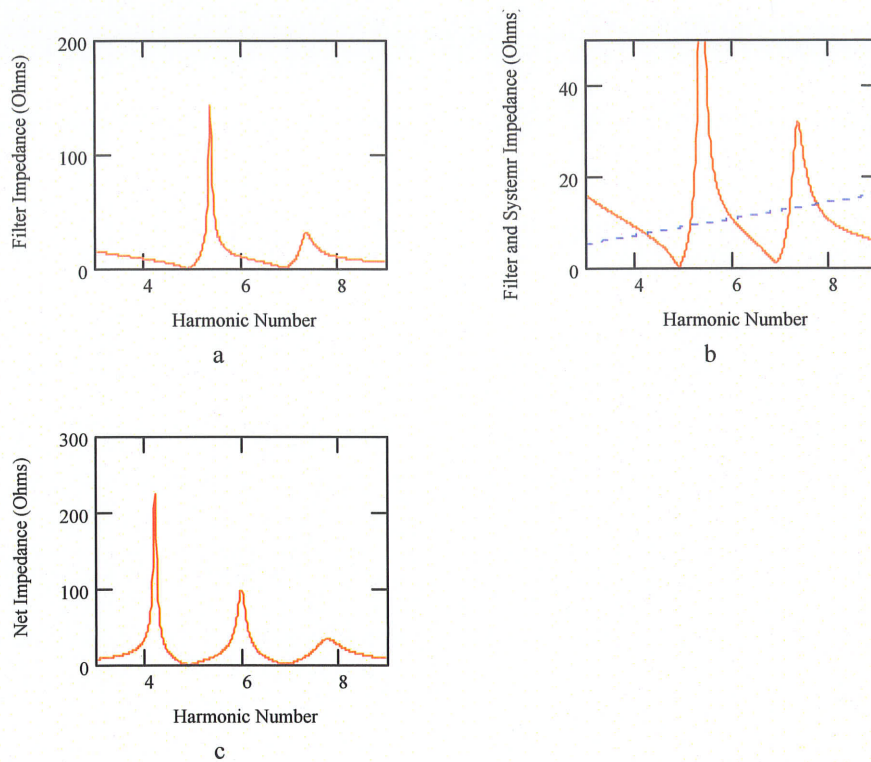 Filter Impedance (Ohms)
200
100
0
4 6 8
Harmonic Number
a
Filter and Systemr Impedance (Ohms)
40
20
0
4 6 8
Harmonic Number
b
Net Impedance (Ohms)
300
200
100
0
4 6 8
Harmonic Number
c